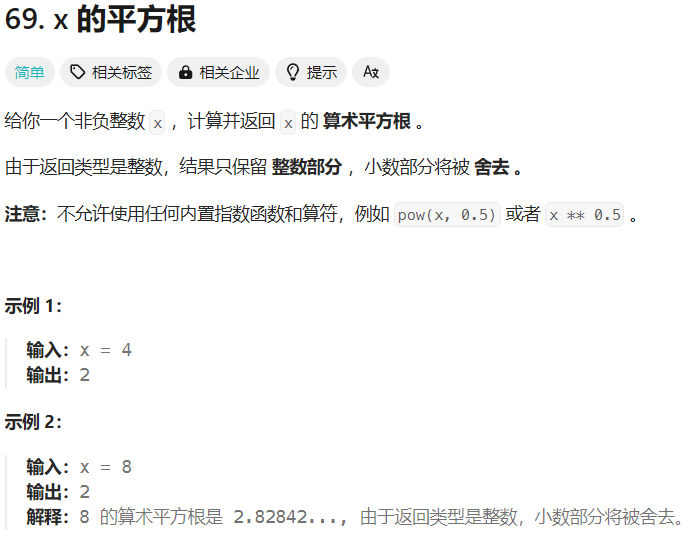 69. x 的平方根
简单 相关标签 相关企业 提示 A文
给你一个非负整数 x ，计算并返回 x 的 算术平方根 。
由于返回类型是整数，结果只保留 整数部分 ，小数部分将被 舍去 。
注意：不允许使用任何内置指数函数和算符，例如 pow(x, 0.5) 或者 x ** 0.5 。
示例 1：
输入：x = 4
输出：2
示例 2：
输入：x = 8
输出：2
解释：8 的算术平方根是 2.82842..., 由于返回类型是整数，小数部分将被舍去。